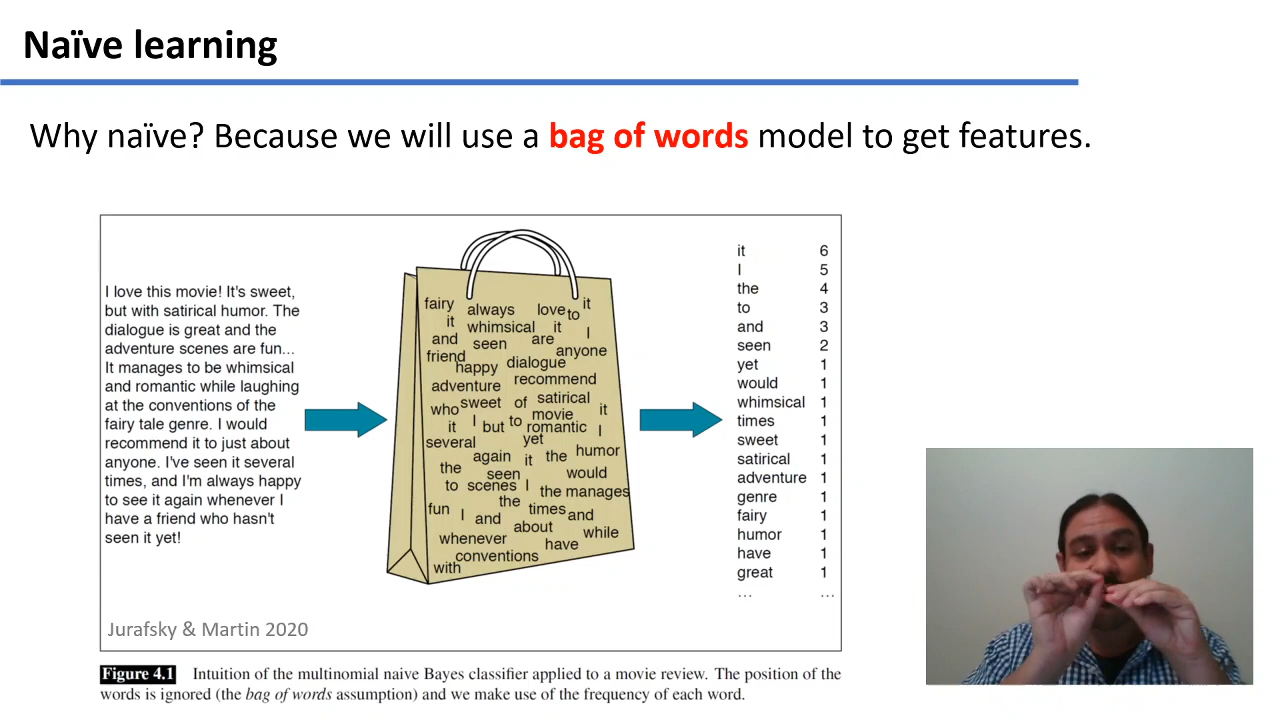 Naïve learning
Why naïve? Because we will use a bag of words model to get features.
I love this movie! It's sweet,
but with satirical humor. The
dialogue is great and the
adventure scenes are fun...
It manages to be whimsical
and romantic while laughing
at the conventions of the
fairy tale genre. I would
recommend it to just about
anyone. I've seen it several
times, and I'm always happy
to see it again whenever I
have a friend who hasn't
seen it yet!
fairy always love to it
it whimsical it I
and seen are anyone
friend happy dialogue
adventure recommend
who sweet of satirical
it I but to movie romantic I it
several yet
again it the humor
the seen would
to scenes I the manages
fun I and the times and
whenever about while
conventions have
with
it 6
I 5
the 4
to 3
and 3
seen 2
yet 1
would 1
whimsical 1
times 1
sweet 1
satirical 1
adventure 1
genre 1
fairy 1
humor 1
have 1
great 1
... ...
Jurafsky & Martin 2020
Figure 4.1 Intuition of the multinomial naive Bayes classifier applied to a movie review. The position of the
words is ignored (the bag of words assumption) and we make use of the frequency of each word.